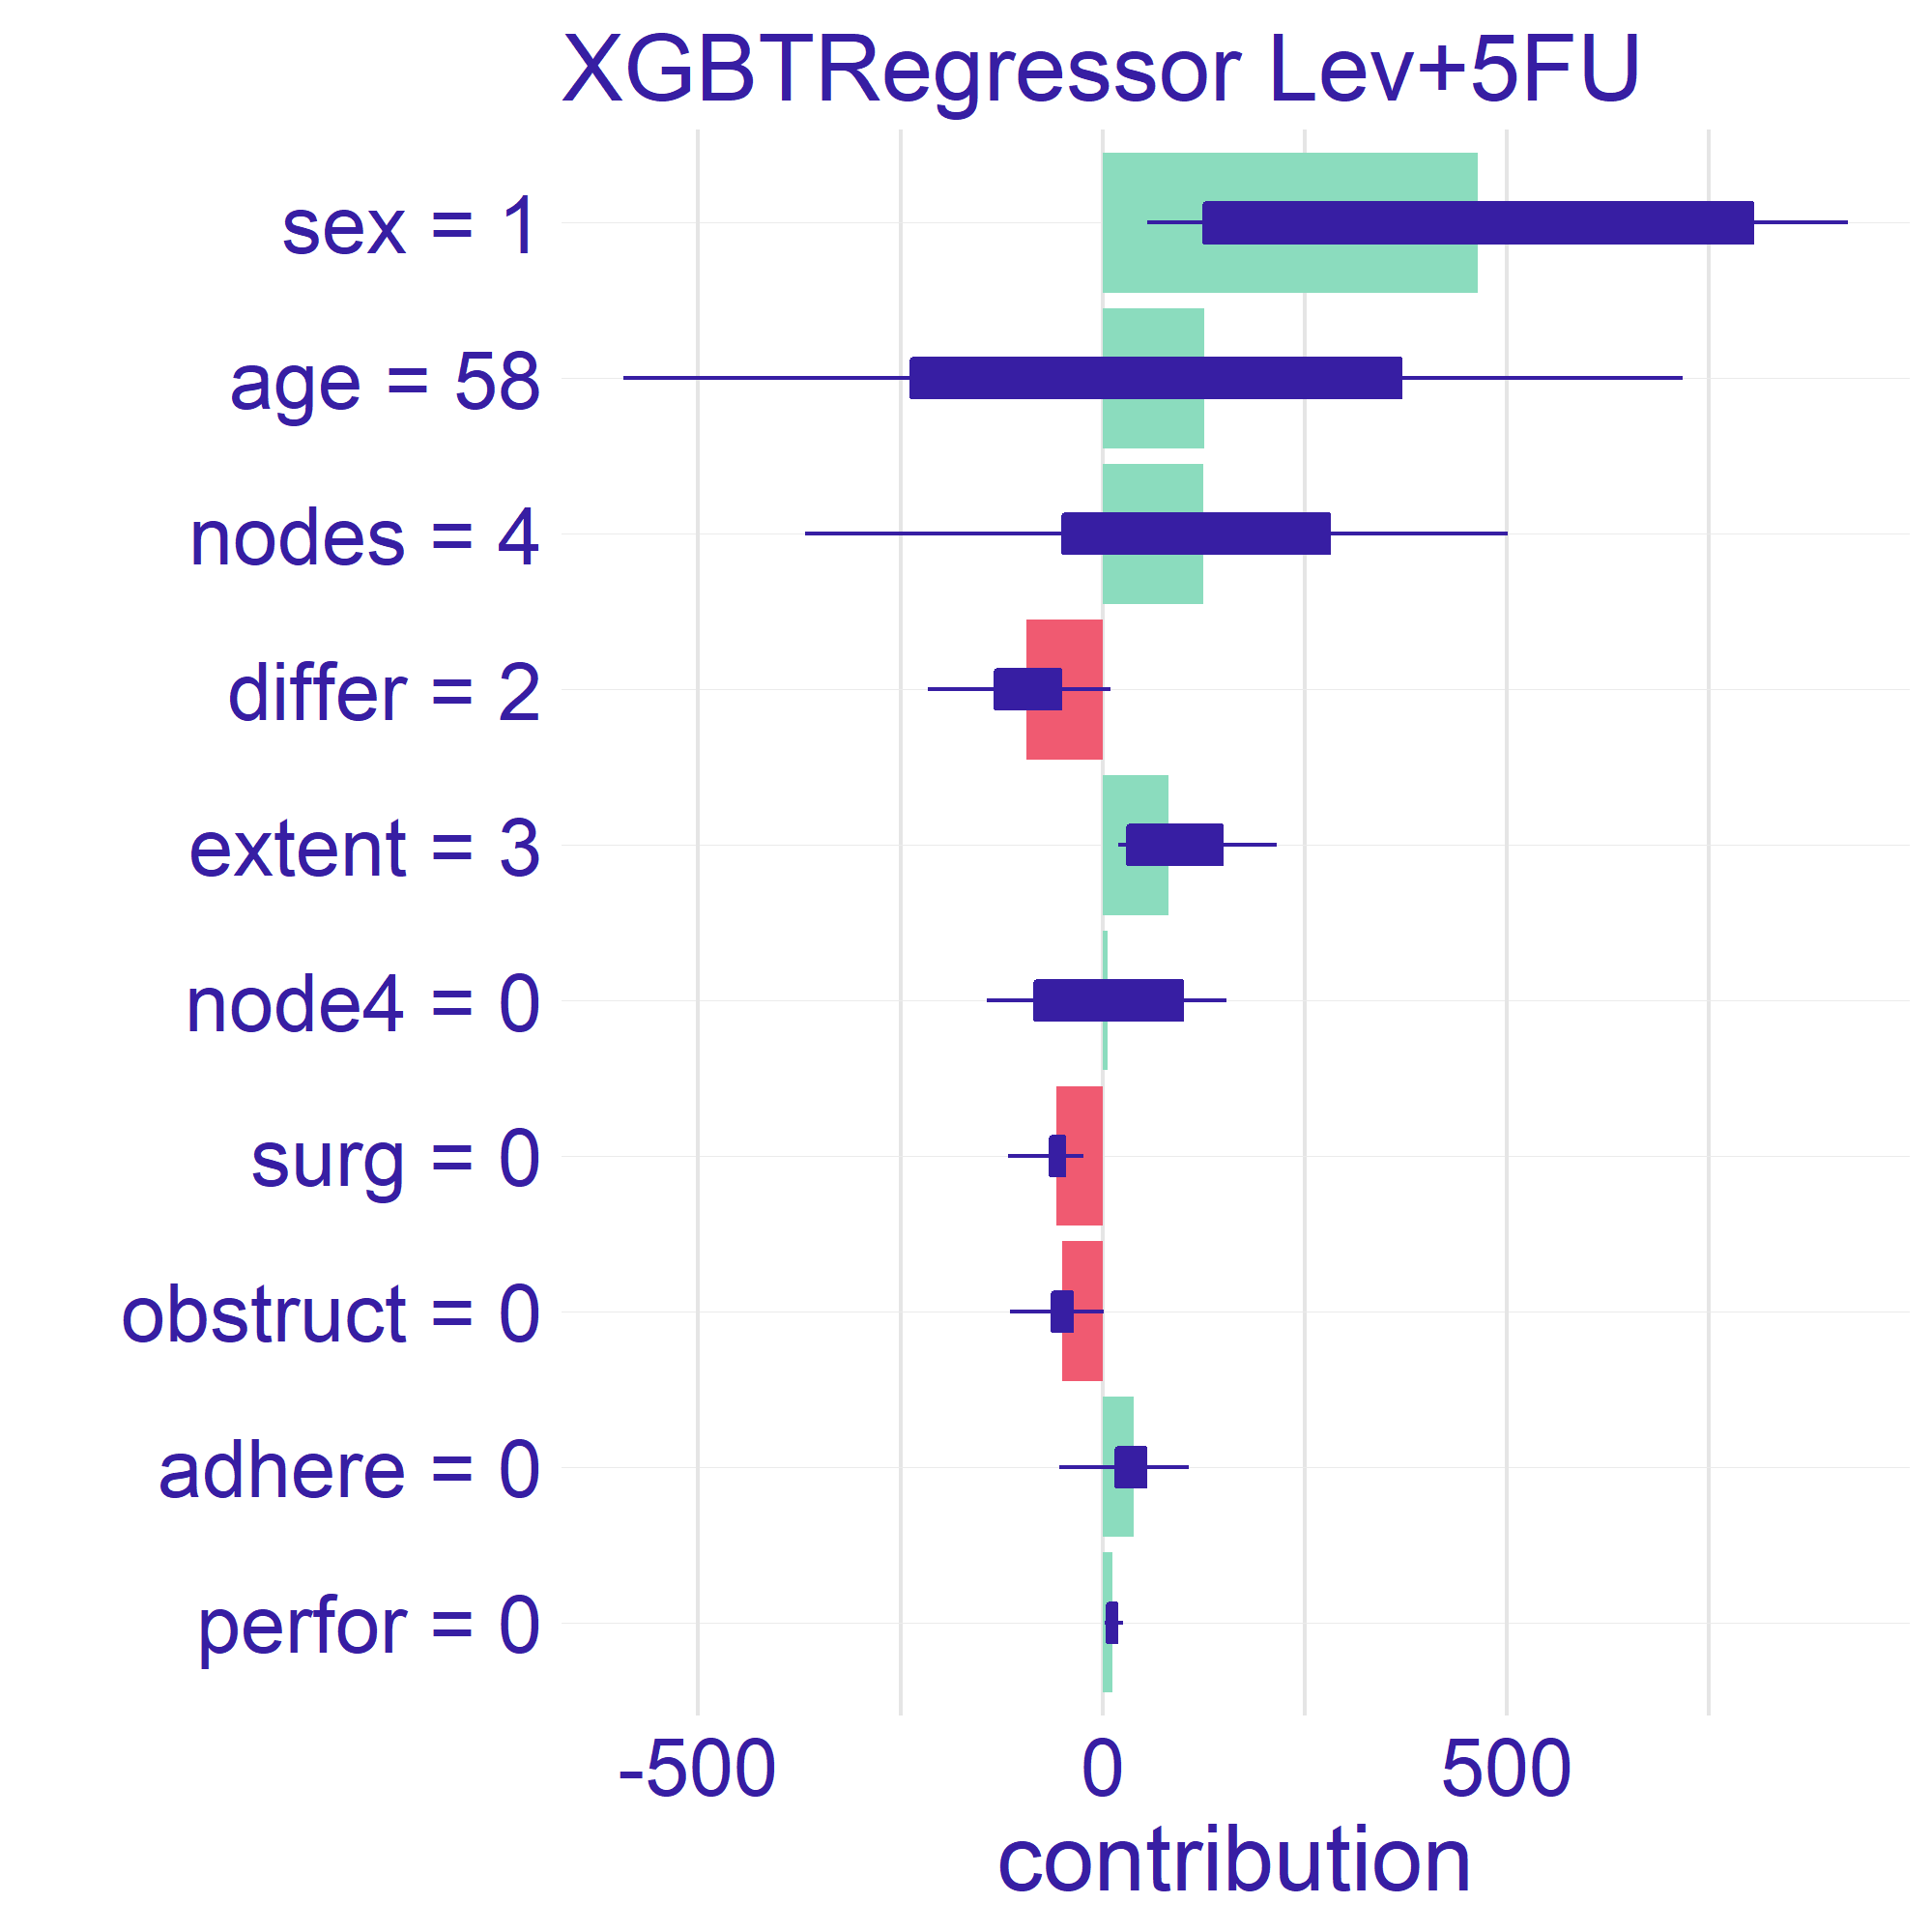 XGBTRegressor Lev+5FU
sex = 1
age = 58
nodes = 4
differ = 2
extent = 3
node4 = 0
surg = 0
obstruct = 0
adhere = 0
perfor = 0
-500 0 500
contribution